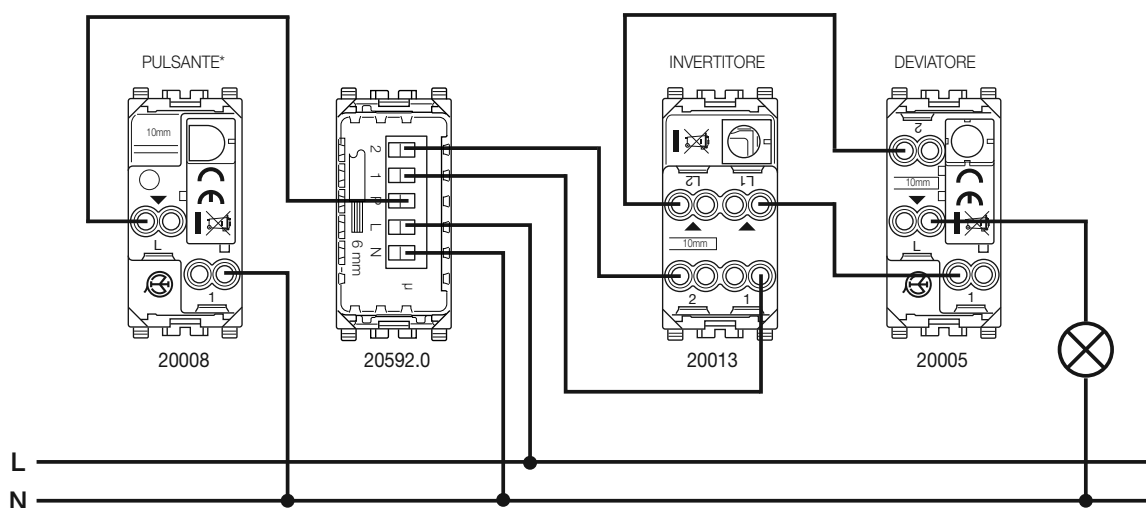 PULSANTE*
INVERTITORE
DEVIATORE
10mm
L
1
20008
2
1
P
L
N
6 mm
µ
20592.0
L2
L1
10mm
2
1
20013
2
10mm
L
1
20005
L
N